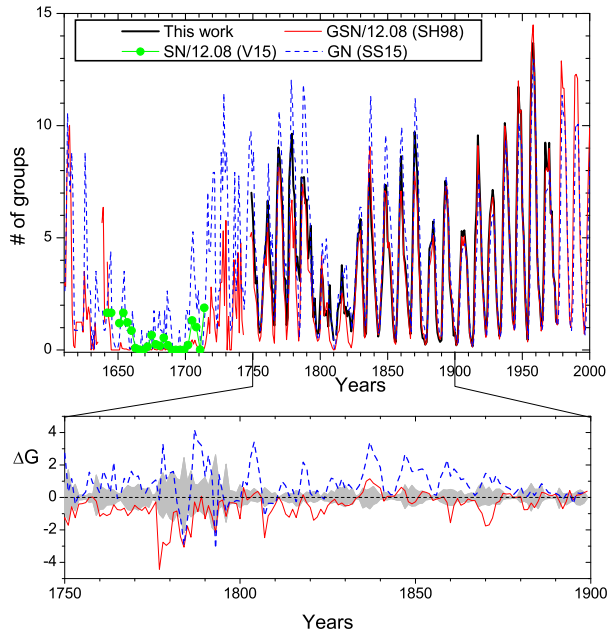 15
This work
GSN/12.08 (SH98)
SN/12.08 (V15)
GN (SS15)
10
# of groups
5
0
1650 1700 1750 1800 1850 1900 1950 2000
Years
4
ΔG
2
0
-2
-4
1750 1800 1850 1900
Years